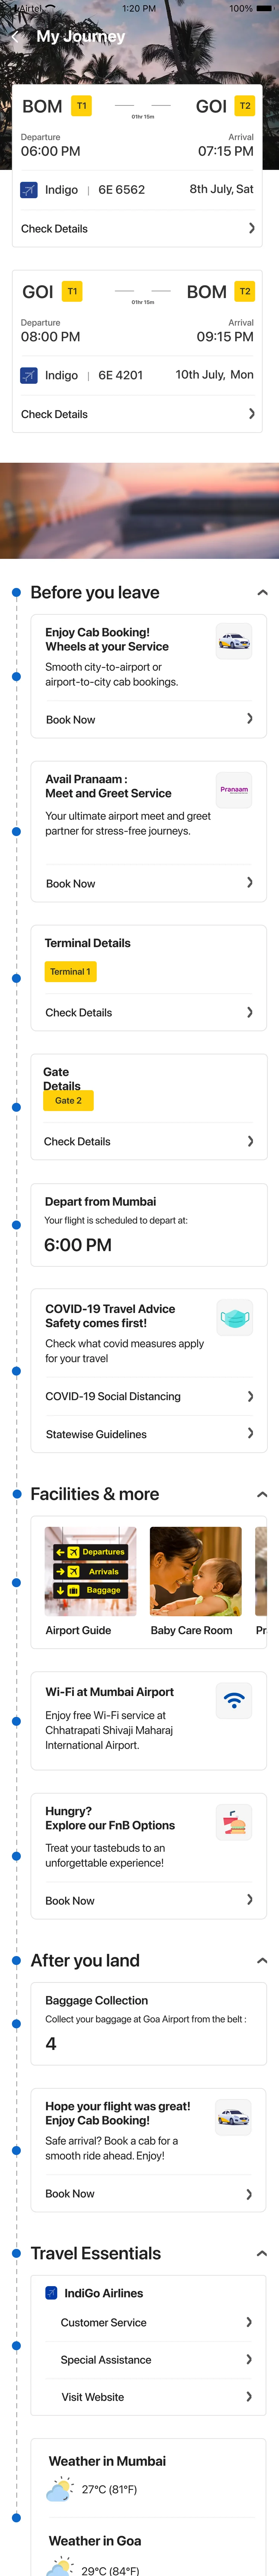 Airtel 1:20 PM 100%
My Journey
BOM T1 GOI T2
01hr 15m
Departure Arrival
06:00 PM 07:15 PM
Indigo | 6E 6562 8th July, Sat
Check Details
GOI T1 BOM T2
01hr 15m
Departure Arrival
08:00 PM 09:15 PM
Indigo | 6E 4201 10th July, Mon
Check Details
Before you leave
Enjoy Cab Booking!
Wheels at your Service
Smooth city-to-airport or
airport-to-city cab bookings.
Book Now
Avail Pranaam :
Meet and Greet Service
Pranaam
Your ultimate airport meet and greet
partner for stress-free journeys.
Book Now
Terminal Details
Terminal 1
Check Details
Gate
Details
Gate 2
Check Details
Depart from Mumbai
Your flight is scheduled to depart at:
6:00 PM
COVID-19 Travel Advice
Safety comes first!
Check what covid measures apply
for your travel
COVID-19 Social Distancing
Statewise Guidelines
Facilities & more
Departures
Arrivals
Baggage
Airport Guide Baby Care Room Pr
Wi-Fi at Mumbai Airport
Enjoy free Wi-Fi service at
Chhatrapati Shivaji Maharaj
International Airport.
Hungry?
Explore our FnB Options
Treat your tastebuds to an
unforgettable experience!
Book Now
After you land
Baggage Collection
Collect your baggage at Goa Airport from the belt :
4
Hope your flight was great!
Enjoy Cab Booking!
Safe arrival? Book a cab for a
smooth ride ahead. Enjoy!
Book Now
Travel Essentials
IndiGo Airlines
Customer Service
Special Assistance
Visit Website
Weather in Mumbai
27°C (81°F)
Weather in Goa
29°C (84°F)